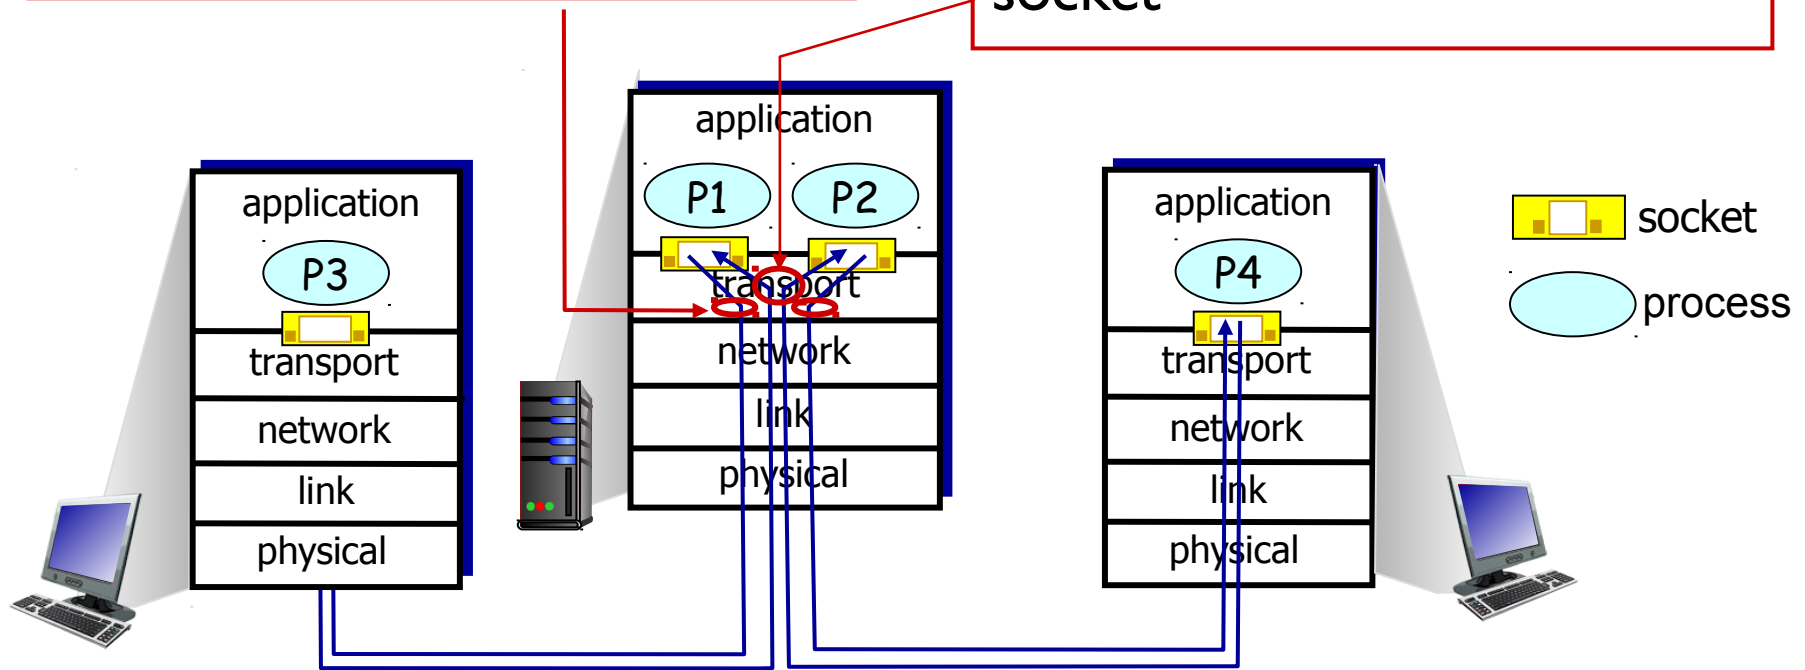 socket
application
P1
P2
transport
network
link
physical
application
P3
transport
network
link
physical
application
P4
transport
network
link
physical
socket
process